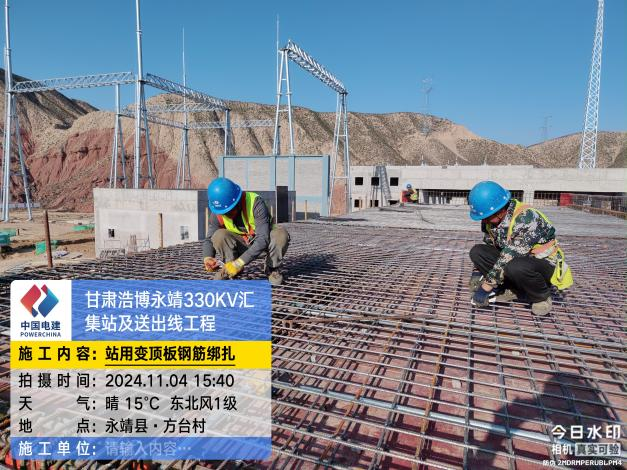 中国电建
POWERCHINA
甘肃浩博永靖330KV汇
集站及送出线工程
施工内容：站用变顶板钢筋绑扎
拍摄时间：2024.11.04 15:40
天气：晴 15°C 东北风1级
地点：永靖县·方台村
施工单位：请输入内容…
今日水印
相机 真实可验
防伪 2MDRMPERUBLPM4